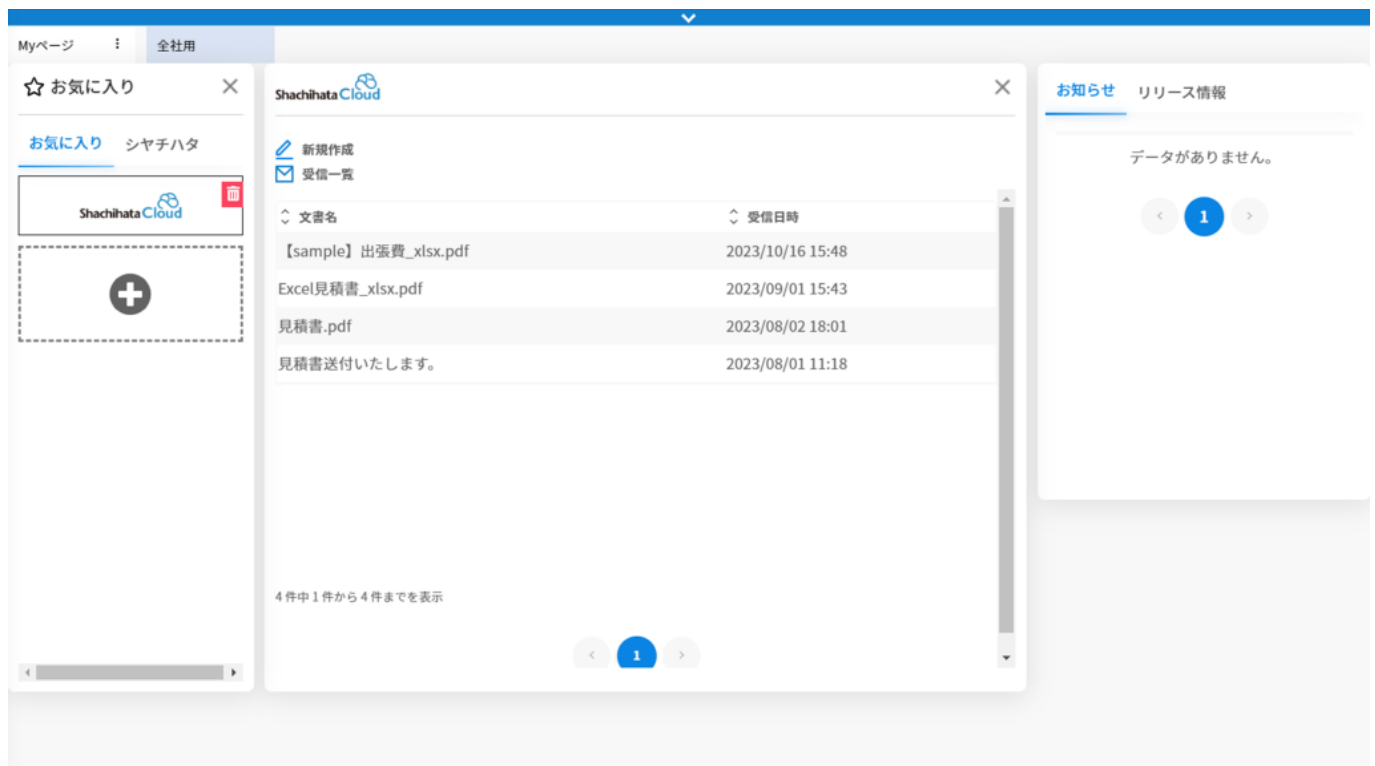 Myページ
全社用
お気に入り
お気に入り
シヤチハタ
Shachihata Cloud
Shachihata Cloud
新規作成
受信一覧
文書名 受信日時
【sample】出張費_xlsx.pdf 2023/10/16 15:48
Excel見積書_xlsx.pdf 2023/09/01 15:43
見積書.pdf 2023/08/02 18:01
見積書送付いたします。 2023/08/01 11:18
4 件中 1 件から 4 件までを表示
1
お知らせ
リリース情報
データがありません。
1